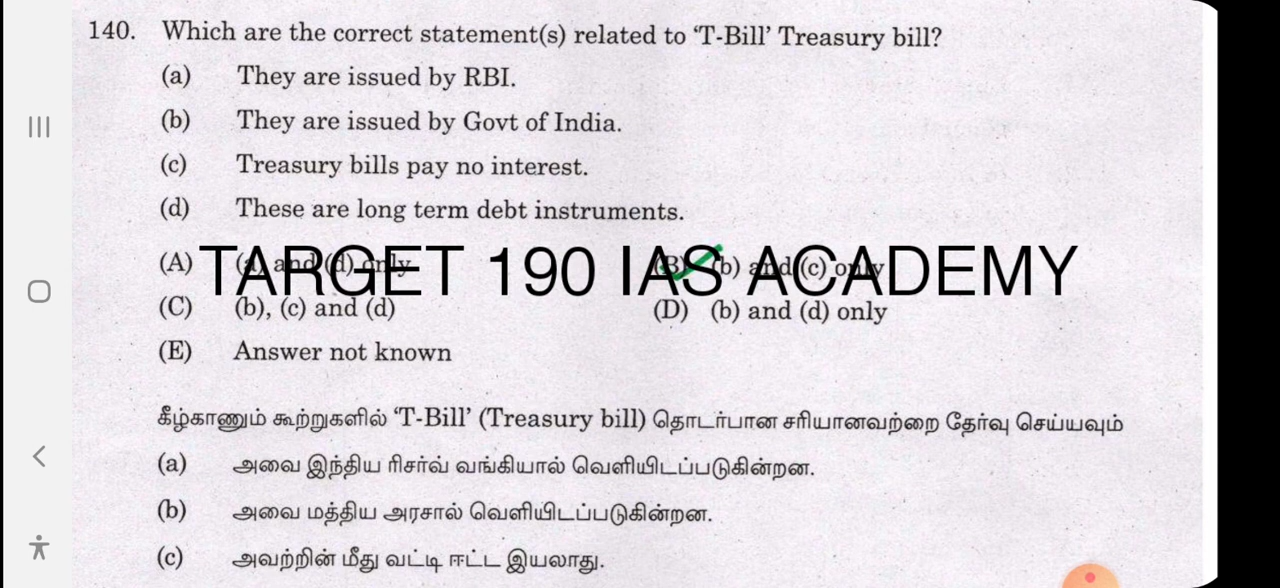 140. Which are the correct statement(s) related to ‘T-Bill’ Treasury bill?
(a) They are issued by RBI.
(b) They are issued by Govt of India.
(c) Treasury bills pay no interest.
(d) These are long term debt instruments.
(A) (a) and (d) only (B) (b) and (c) only
TARGET 190 IAS ACADEMY
(C) (b), (c) and (d) (D) (b) and (d) only
(E) Answer not known
கீழ்காணும் கூற்றுகளில் ‘T-Bill’ (Treasury bill) தொடர்பான சரியானவற்றை தேர்வு செய்யவும்
(a) அவை இந்திய ரிசர்வ் வங்கியால் வெளியிடப்படுகின்றன.
(b) அவை மத்திய அரசால் வெளியிடப்படுகின்றன.
(c) அவற்றின் மீது வட்டி ஈட்ட இயலாது.